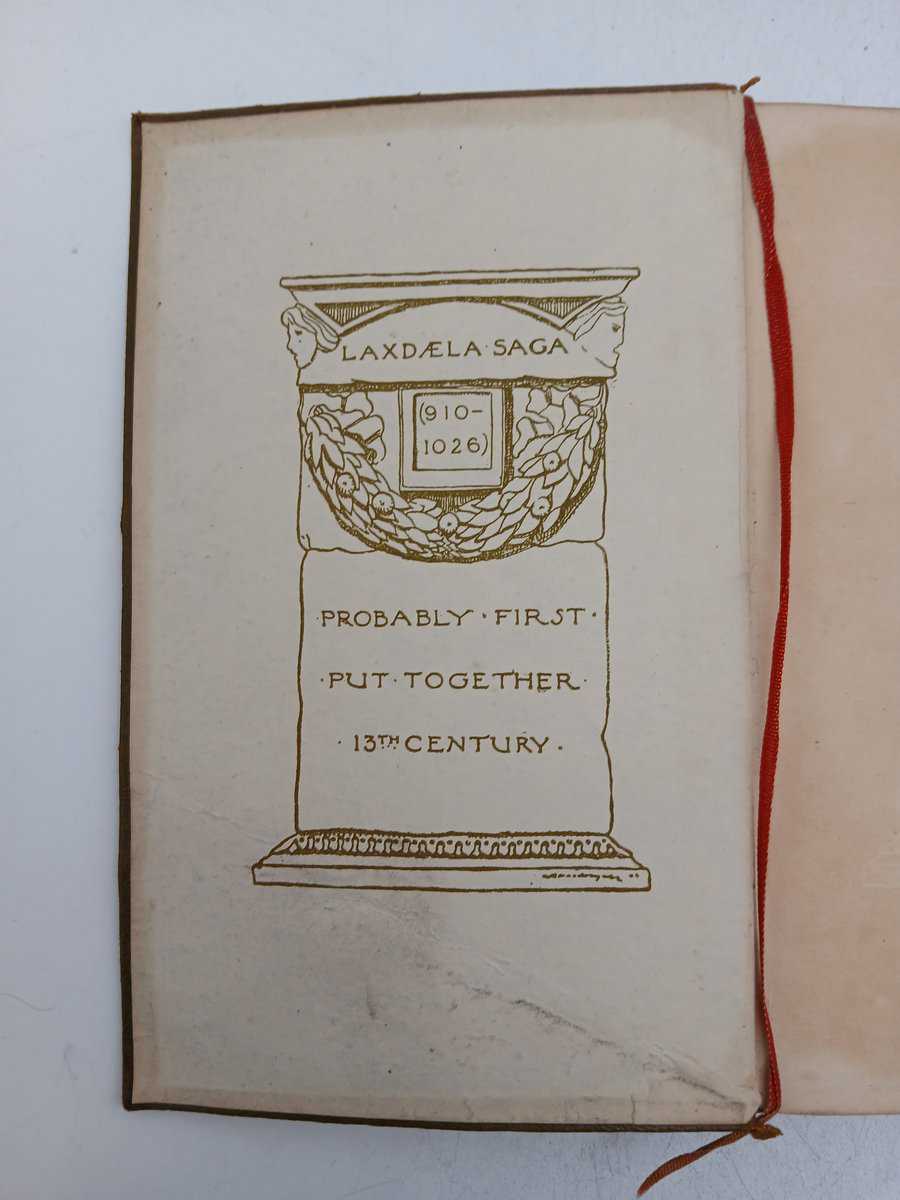 LAXDÆLA·SAGA
(910-
1026)
·PROBABLY·FIRST·
·PUT·TOGETHER·
·13TH CENTURY·